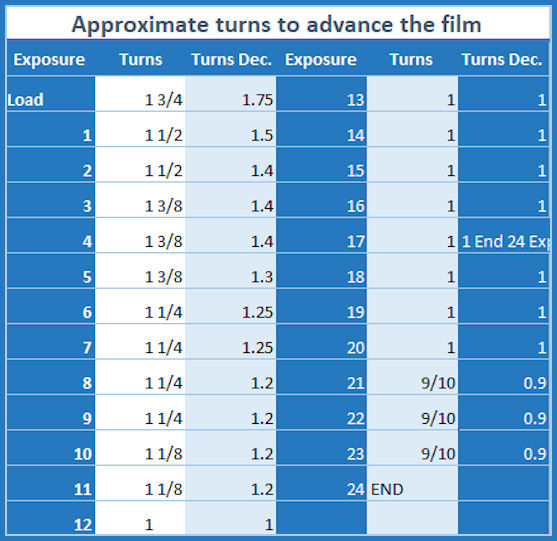 Approximate turns to advance the film
Exposure Turns Turns Dec. Exposure Turns Turns Dec.
Load 1 3/4 1.75 13 1 1
1 1 1/2 1.5 14 1 1
2 1 1/2 1.4 15 1 1
3 1 3/8 1.4 16 1 1
4 1 3/8 1.4 17 1 1 End 24 Exp
5 1 3/8 1.3 18 1 1
6 1 1/4 1.25 19 1 1
7 1 1/4 1.25 20 1 1
8 1 1/4 1.2 21 9/10 0.9
9 1 1/4 1.2 22 9/10 0.9
10 1 1/8 1.2 23 9/10 0.9
11 1 1/8 1.2 24 END
12 1 1